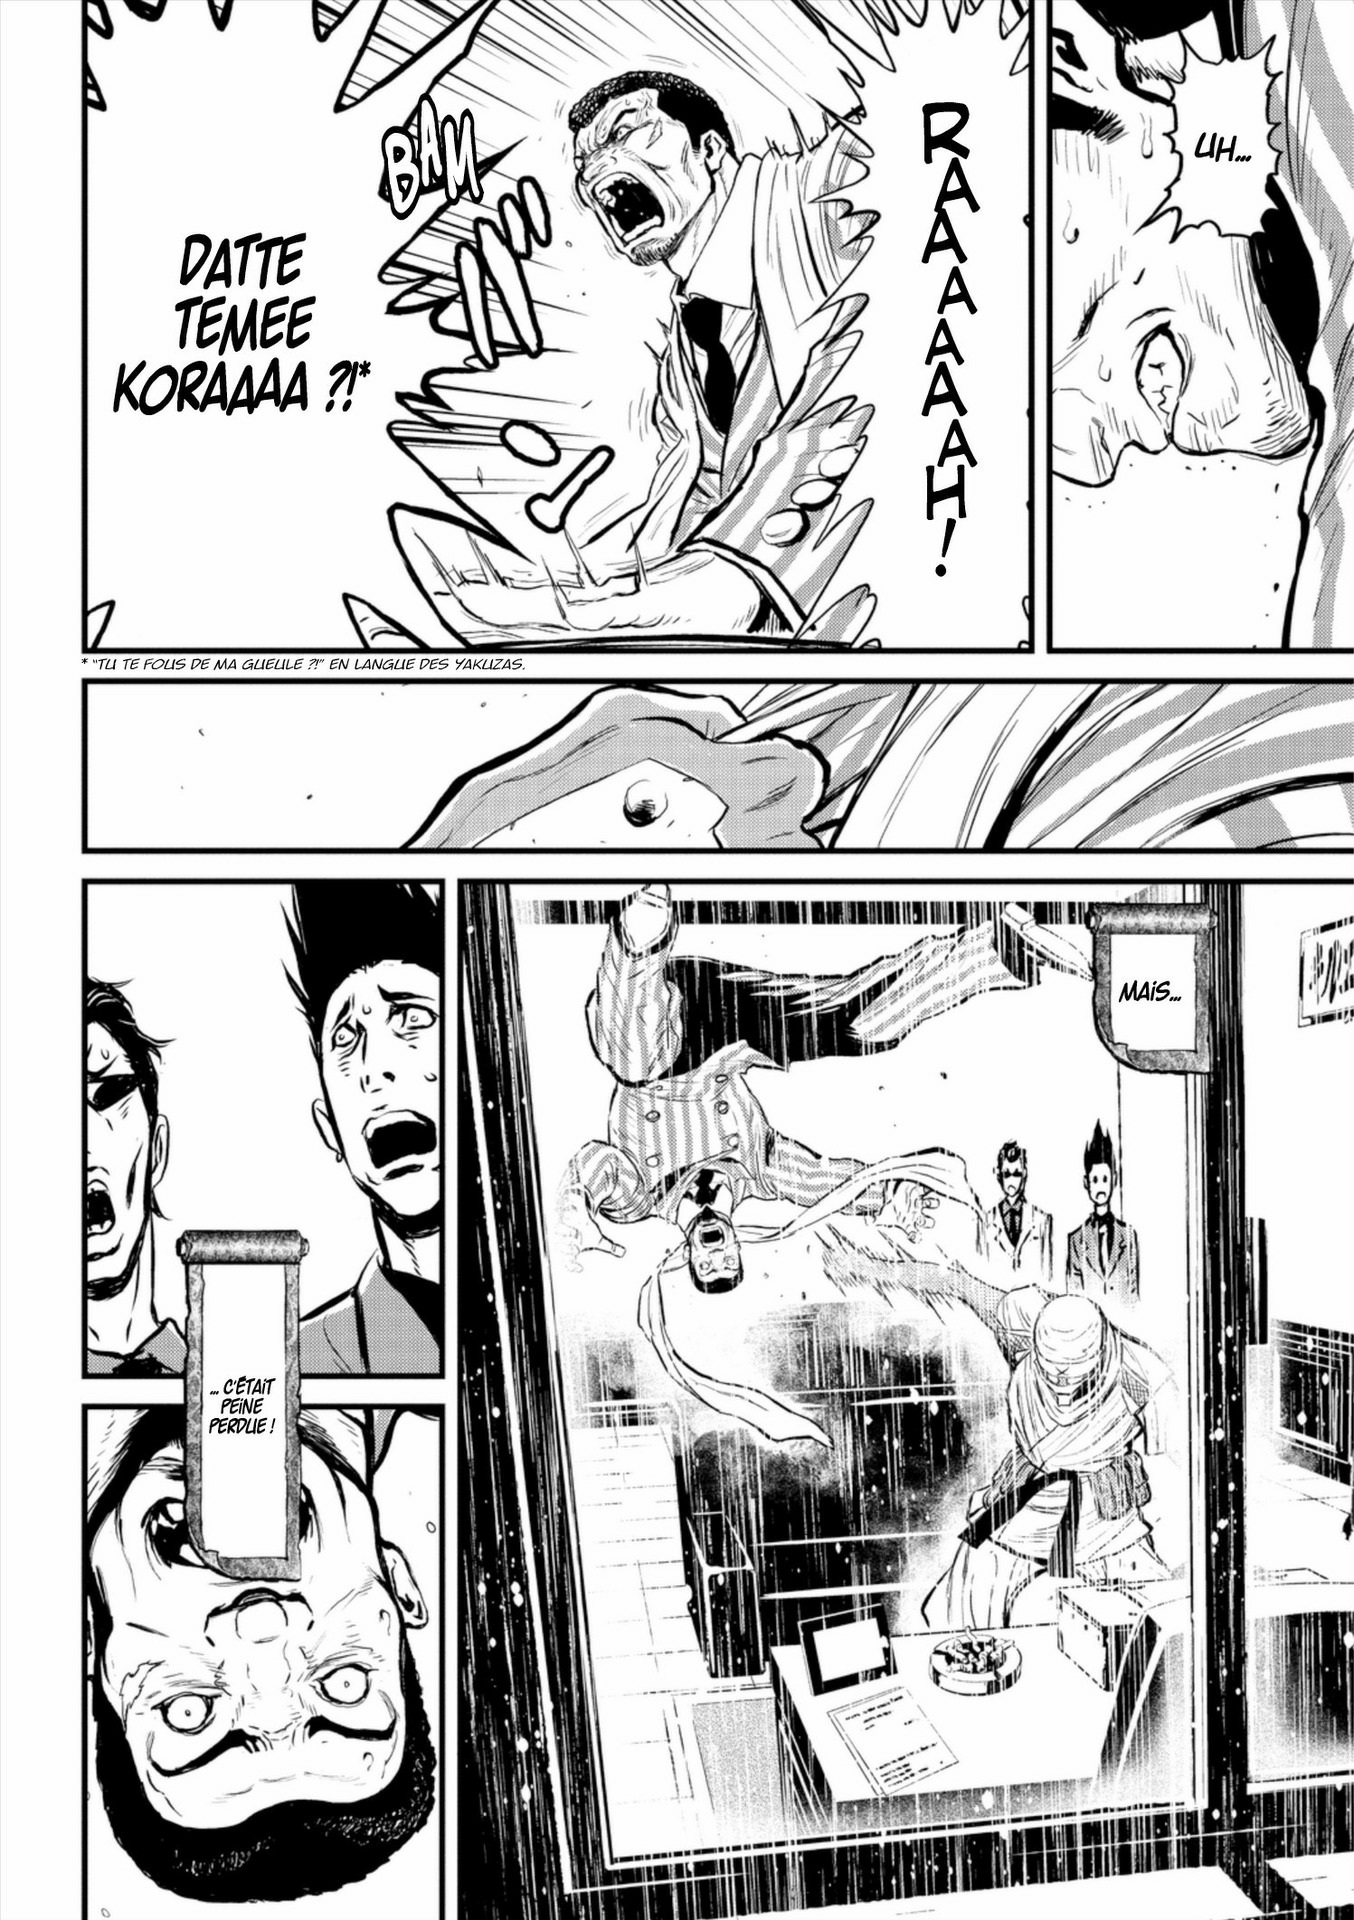 UH...
RAAAAAAH!
BAM
DATTE
TEMEE
KORAAAA ?!*
* "TU TE FOUS DE MA GUEULE ?!" EN LANGUE DES YAKUZAS.
MAIS...
... C'ÉTAIT
PEINE
PERDUE !